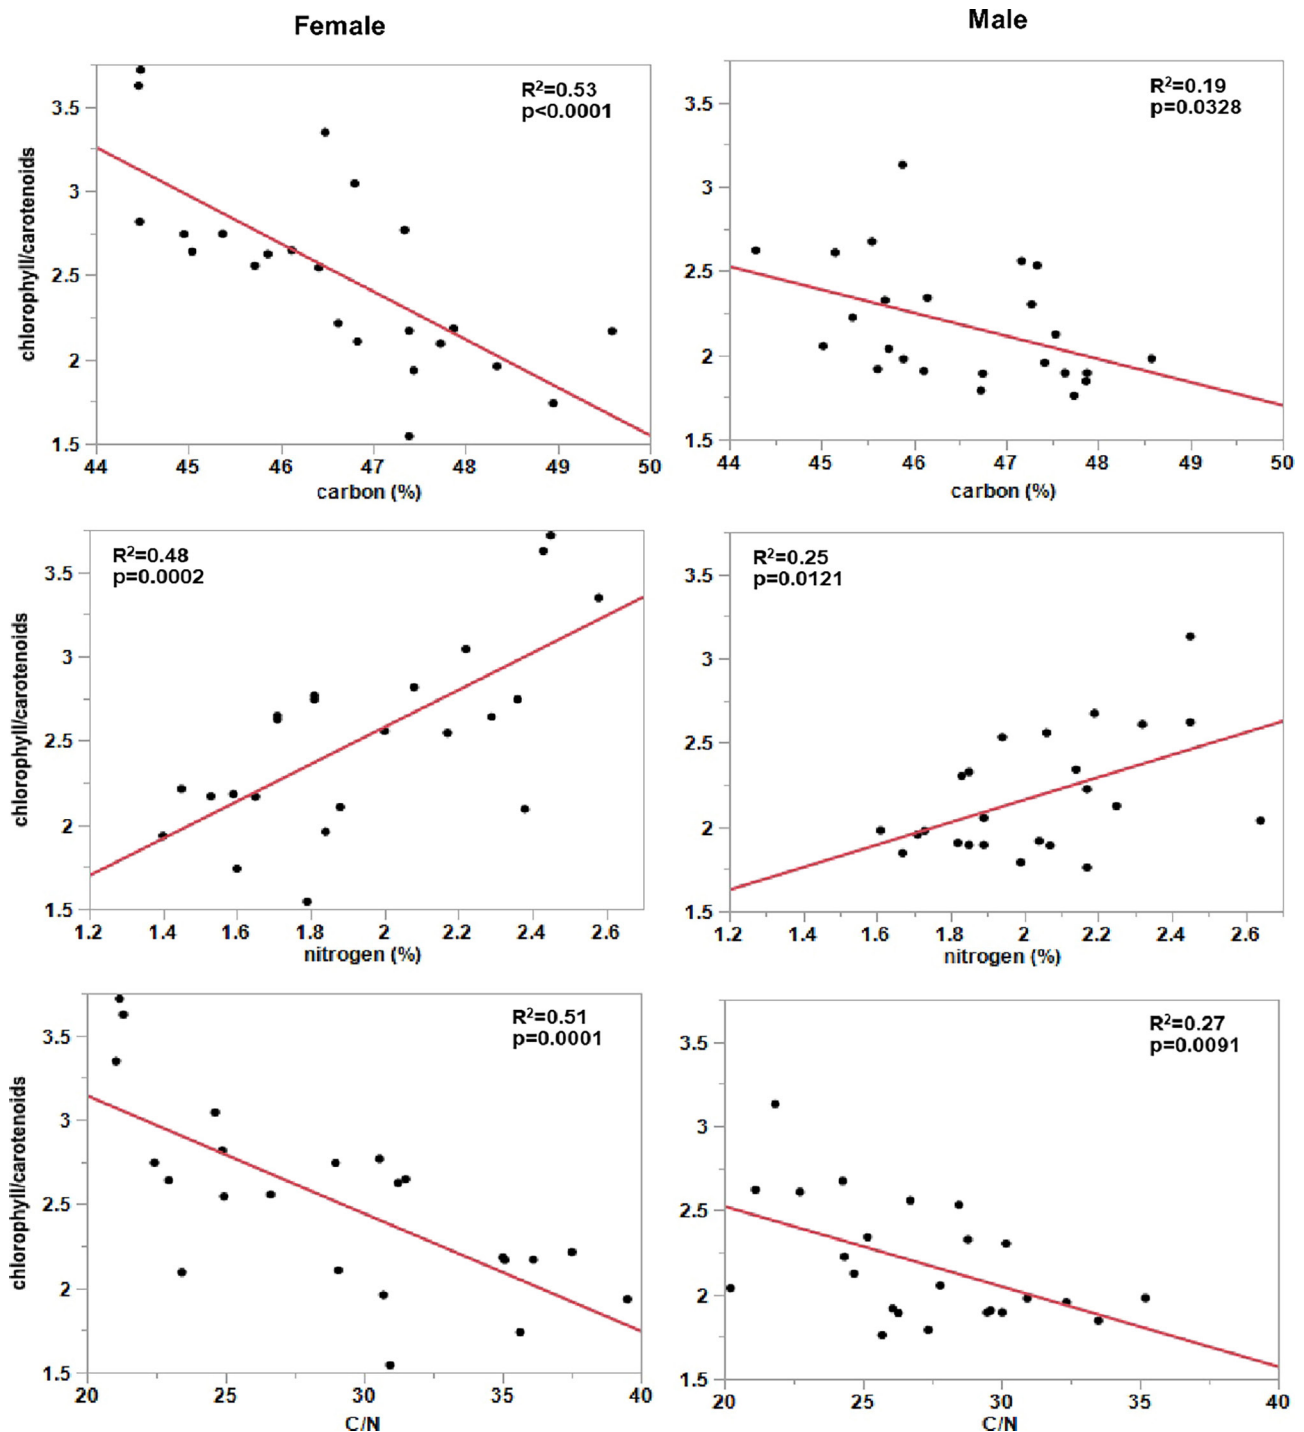 Female
Male
R²=0.53
p<0.0001
3.5
3
2.5
2
1.5
chlorophyll/carotenoids
44 45 46 47 48 49 50
carbon (%)
R²=0.19
p=0.0328
3.5
3
2.5
2
1.5
44 45 46 47 48 49 50
carbon (%)
R²=0.48
p=0.0002
3.5
3
2.5
2
1.5
chlorophyll/carotenoids
1.2 1.4 1.6 1.8 2 2.2 2.4 2.6
nitrogen (%)
R²=0.25
p=0.0121
3.5
3
2.5
2
1.5
1.2 1.4 1.6 1.8 2 2.2 2.4 2.6
nitrogen (%)
R²=0.51
p=0.0001
3.5
3
2.5
2
1.5
chlorophyll/carotenoids
20 25 30 35 40
C/N
R²=0.27
p=0.0091
3.5
3
2.5
2
1.5
20 25 30 35 40
C/N